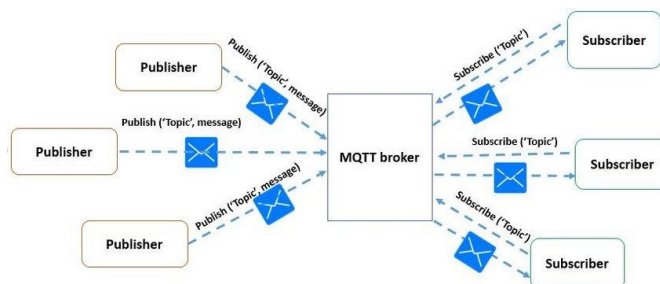 Publisher
Publish (‘Topic’, message)
Publish (‘Topic’, message)
Publisher
Publish (‘Topic’, message)
Publisher
MQTT broker
Subscribe (‘Topic’)
Subscriber
Subscribe (‘Topic’)
Subscriber
Subscribe (‘Topic’)
Subscriber